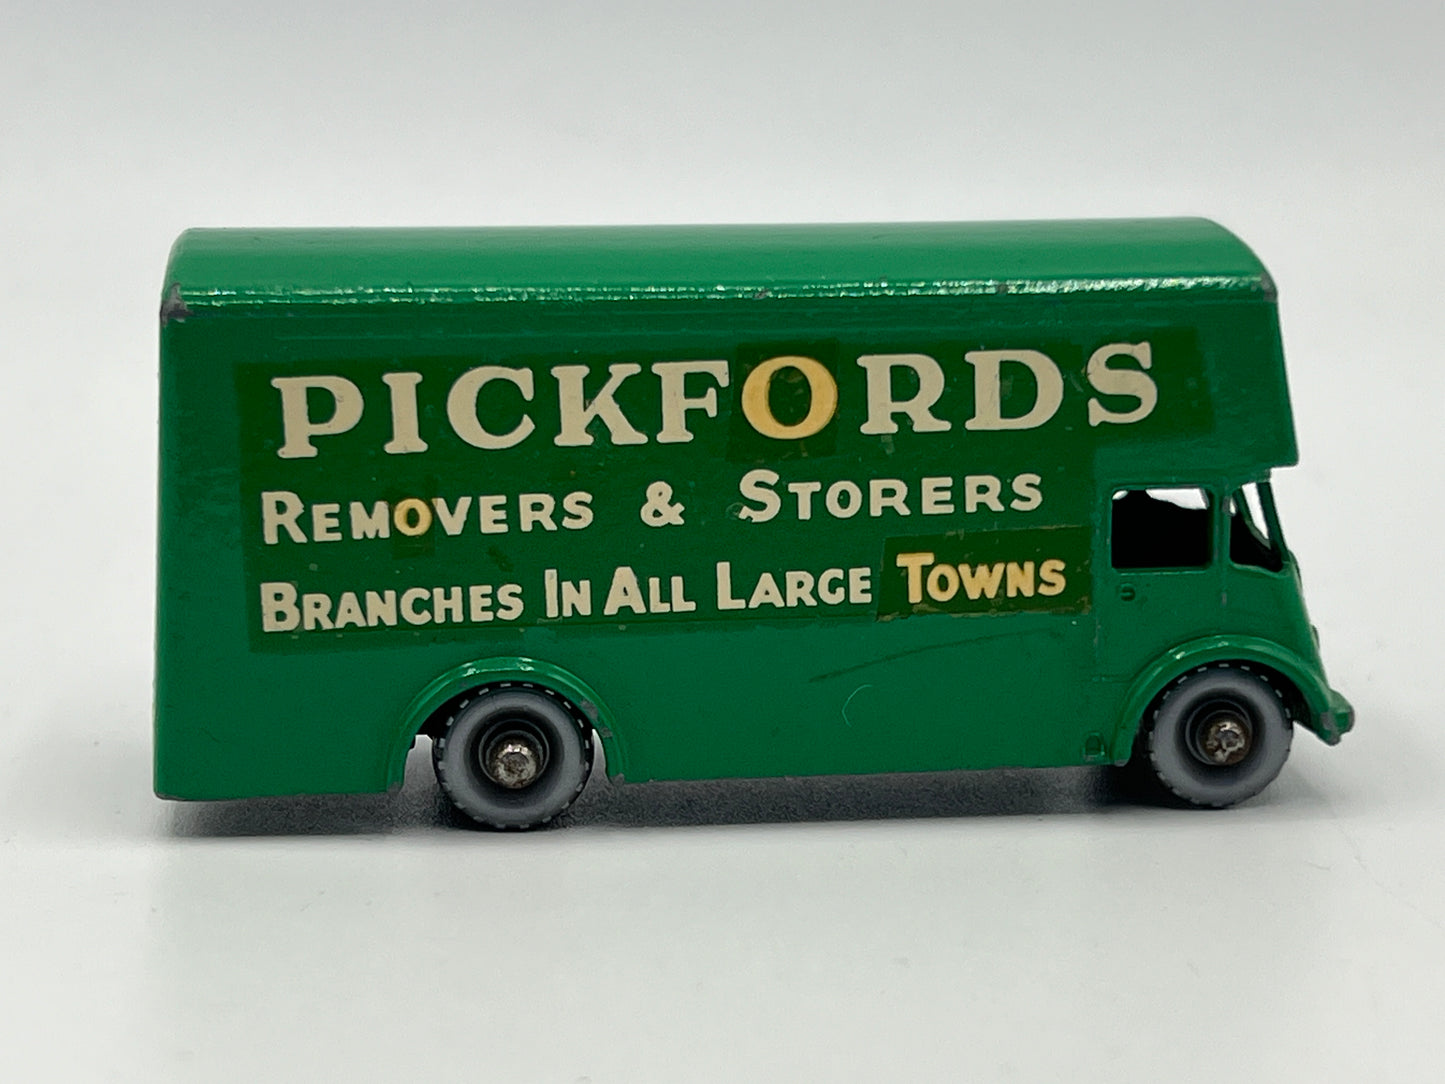 PICKFORDS
REMOVERS & STORERS
BRANCHES IN ALL LARGE TOWNS